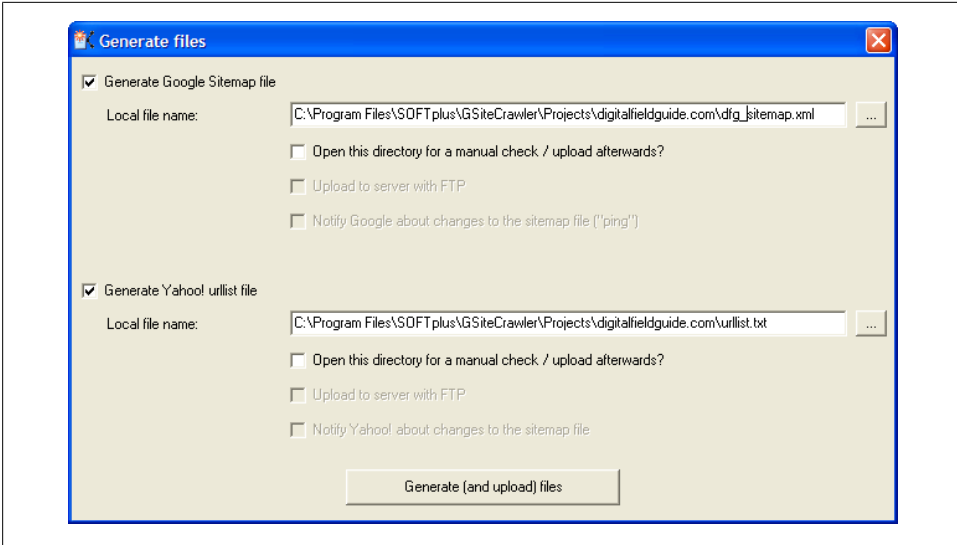 Generate files
Generate Google Sitemap file
Local file name: C:\Program Files\SOFTplus\GSiteCrawler\Projects\digitalfieldguide.com\dfg_sitemap.xml ...
Open this directory for a manual check / upload afterwards?
Upload to server with FTP
Notify Google about changes to the sitemap file ("ping")
Generate Yahoo! urllist file
Local file name: C:\Program Files\SOFTplus\GSiteCrawler\Projects\digitalfieldguide.com\urllist.txt ...
Open this directory for a manual check / upload afterwards?
Upload to server with FTP
Notify Yahoo! about changes to the sitemap file
Generate (and upload) files